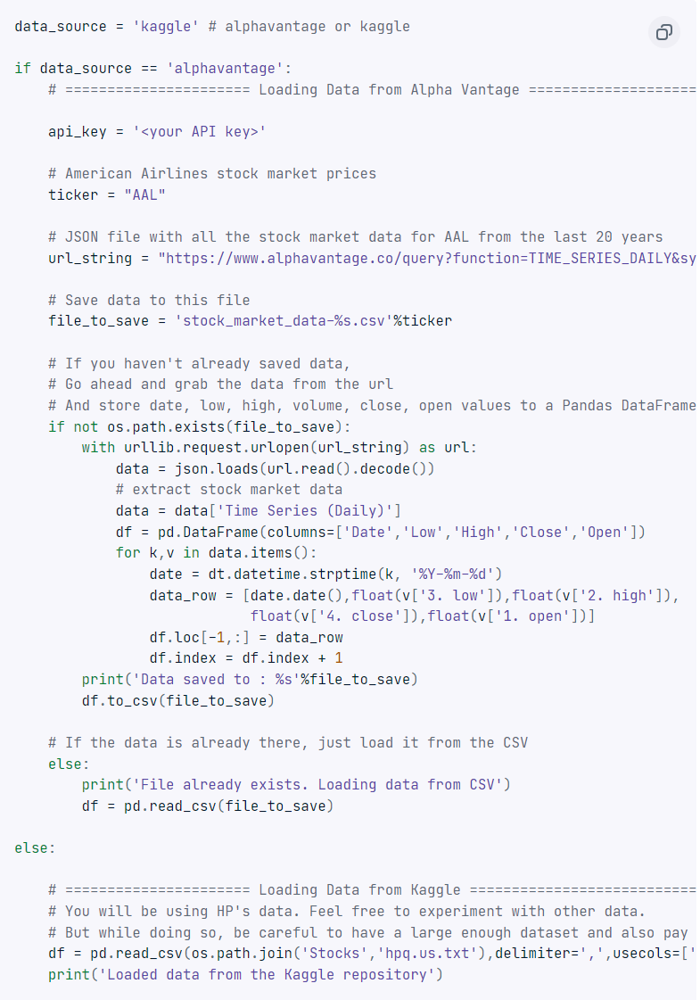 data_source = 'kaggle' # alphavantage or kaggle
if data_source == 'alphavantage':
    # ====================== Loading Data from Alpha Vantage ====================
    api_key = '<your API key>'
    # American Airlines stock market prices
    ticker = "AAL"
    # JSON file with all the stock market data for AAL from the last 20 years
    url_string = "https://www.alphavantage.co/query?function=TIME_SERIES_DAILY&sy
    # Save data to this file
    file_to_save = 'stock_market_data-%s.csv'%ticker
    # If you haven't already saved data,
    # Go ahead and grab the data from the url
    # And store date, low, high, volume, close, open values to a Pandas DataFrame
    if not os.path.exists(file_to_save):
        with urllib.request.urlopen(url_string) as url:
            data = json.loads(url.read().decode())
            # extract stock market data
            data = data['Time Series (Daily)']
            df = pd.DataFrame(columns=['Date','Low','High','Close','Open'])
            for k,v in data.items():
                date = dt.datetime.strptime(k, '%Y-%m-%d')
                data_row = [date.date(),float(v['3. low']),float(v['2. high']),
                            float(v['4. close']),float(v['1. open'])]
                df.loc[-1,:] = data_row
                df.index = df.index + 1
        print('Data saved to : %s'%file_to_save)
        df.to_csv(file_to_save)
    # If the data is already there, just load it from the CSV
    else:
        print('File already exists. Loading data from CSV')
        df = pd.read_csv(file_to_save)
else:
    # ====================== Loading Data from Kaggle ===========================
    # You will be using HP's data. Feel free to experiment with other data.
    # But while doing so, be careful to have a large enough dataset and also pay
    df = pd.read_csv(os.path.join('Stocks','hpq.us.txt'),delimiter=',',usecols=['
    print('Loaded data from the Kaggle repository')